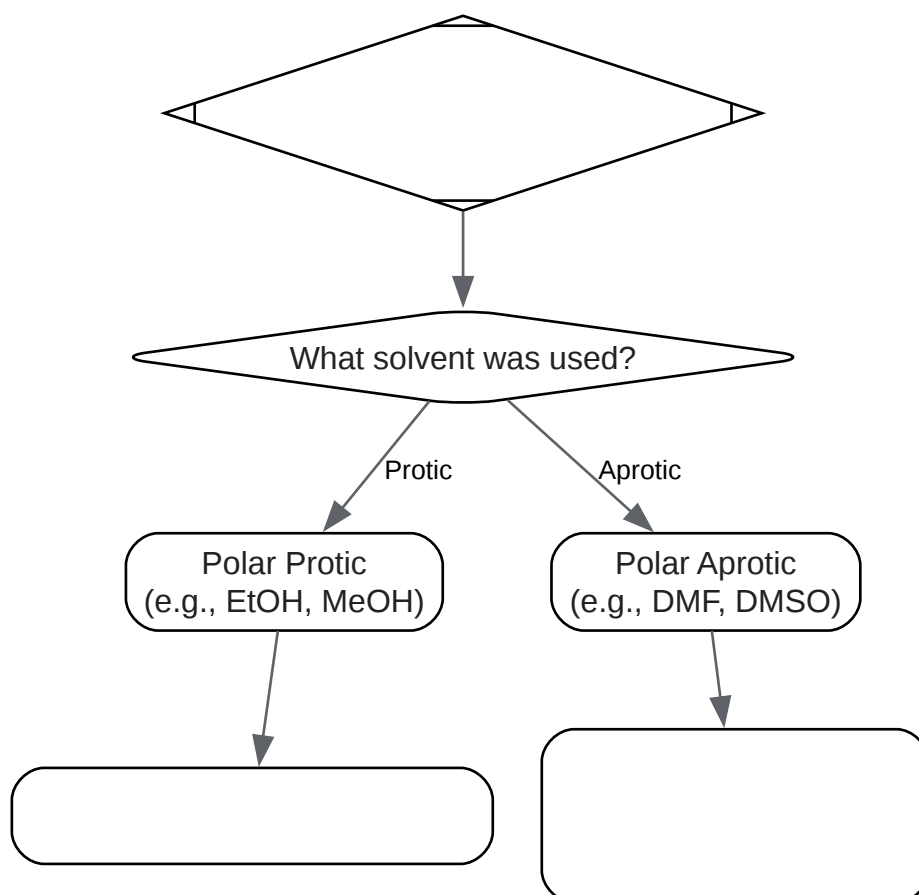 What solvent was used?
Protic
Aprotic
Polar Protic
(e.g., EtOH, MeOH)
Polar Aprotic
(e.g., DMF, DMSO)